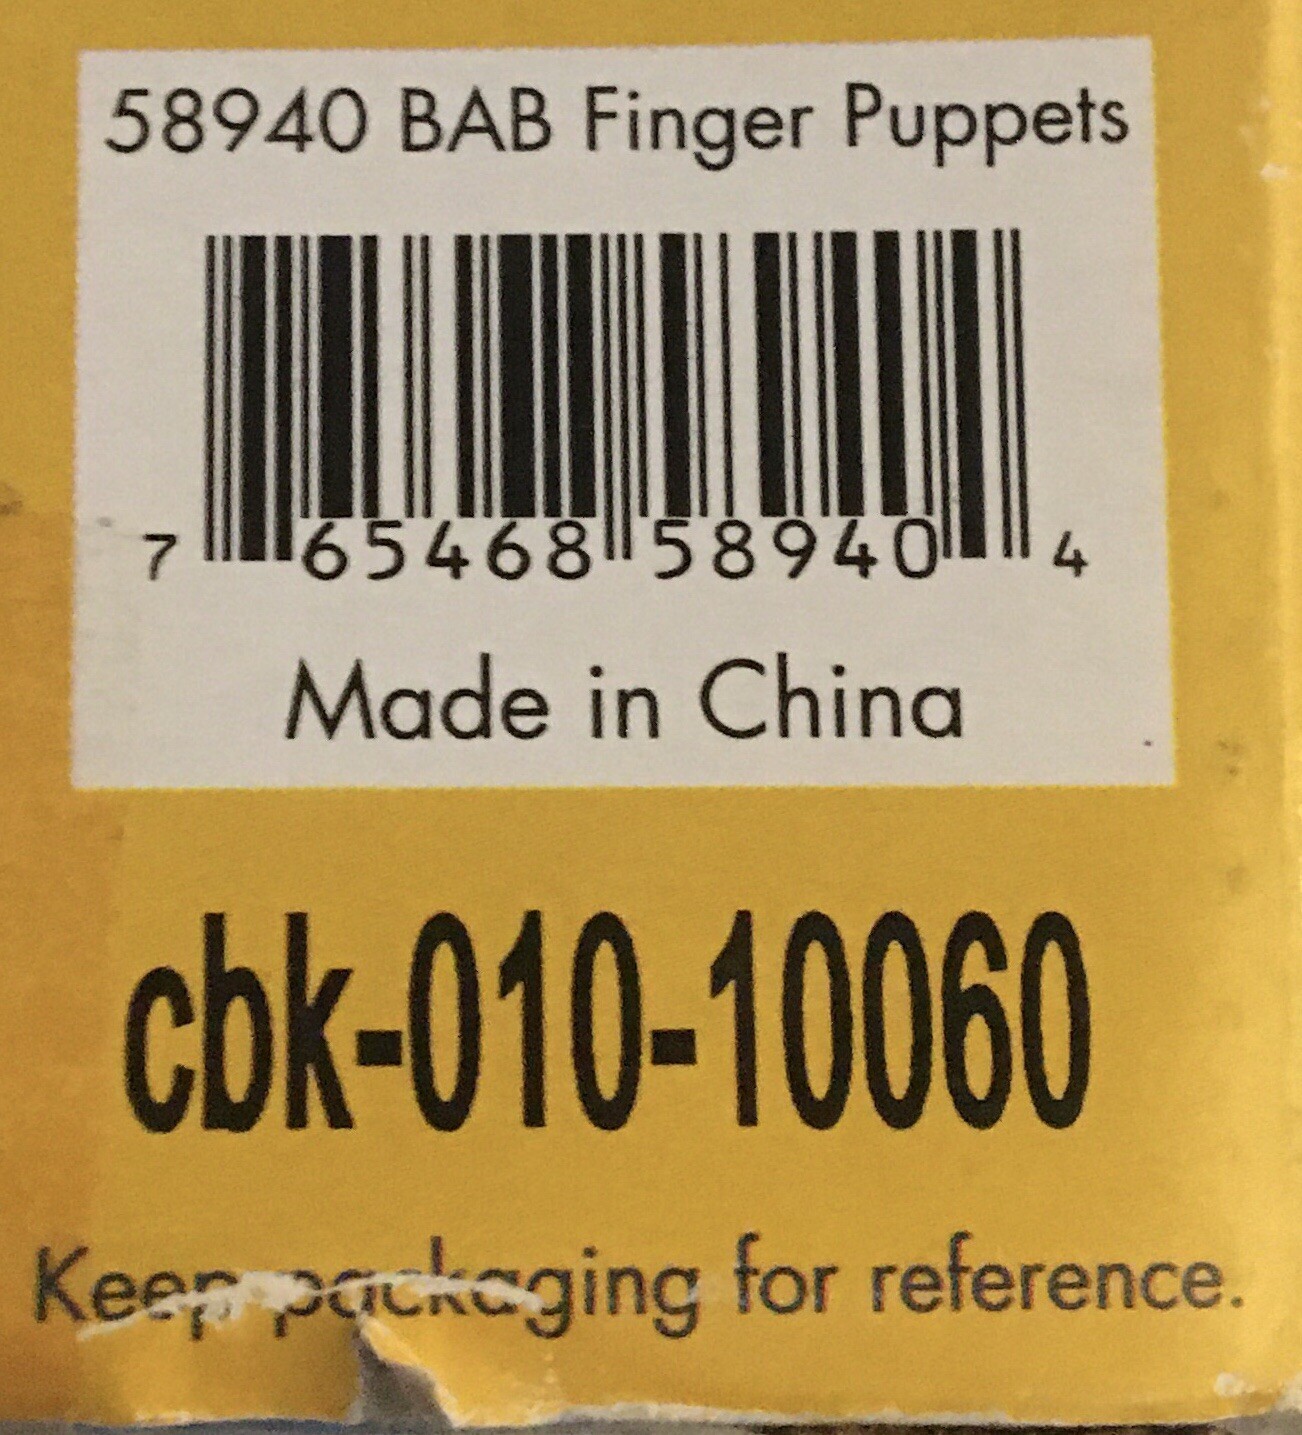 58940 BAB Finger Puppets
7 65468 58940 4
Made in China
cbk-010-10060
Keep packaging for reference.